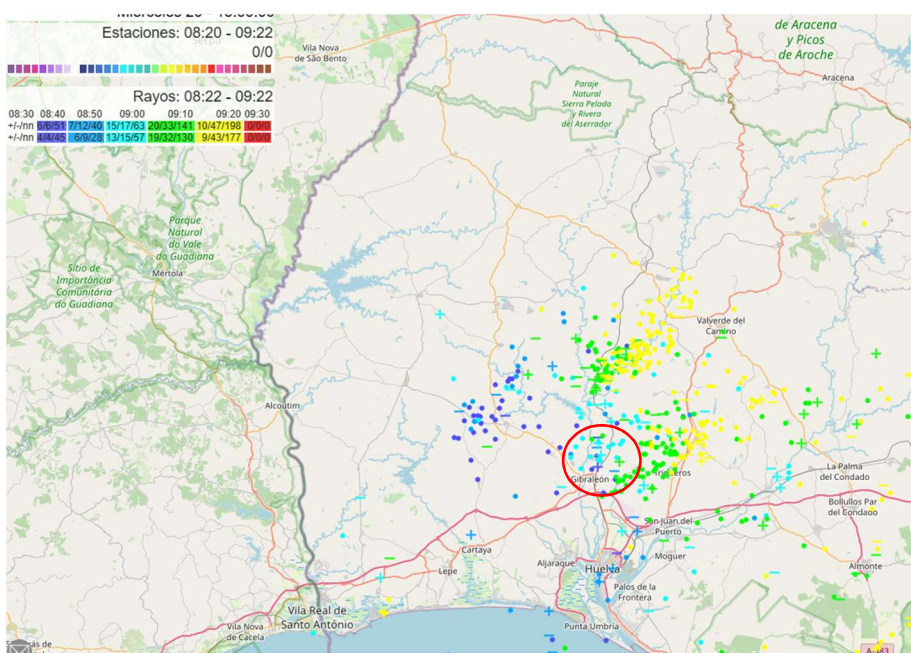 Estaciones: 08:20 - 09:22
0/0
Rayos: 08:22 - 09:22
08:30 08:40 08:50 09:00 09:10 09:20 09:30
+/-/nn 6/6/51 7/12/40 15/17/63 20/33/141 10/47/198 0/0/0
+/-/nn 4/4/45 6/9/28 13/15/57 19/32/130 9/43/177 0/0/0
Serpa
Vila Nova
de São Bento
de Aracena
y Picos
de Aroche
Aracena
Paraje
Natural
Sierra Pelada
y Rivera
del Aserrador
Parque
Natural
do Vale
do Guadiana
Sítio de
Importância
Comunitária
do Guadiana
Mértola
Valverde del
Camino
Alcoutim
Gibraleón
Trigueros
La Palma
del Condado
Bollullos Par
del Condado
San Juan del
Puerto
Cartaya
Lepe
Aljaraque
Huelva
Moguer
Almonte
Palos de la
Frontera
Vila Real de
Santo António
Vila Nova
de Cacela
Punta Umbría